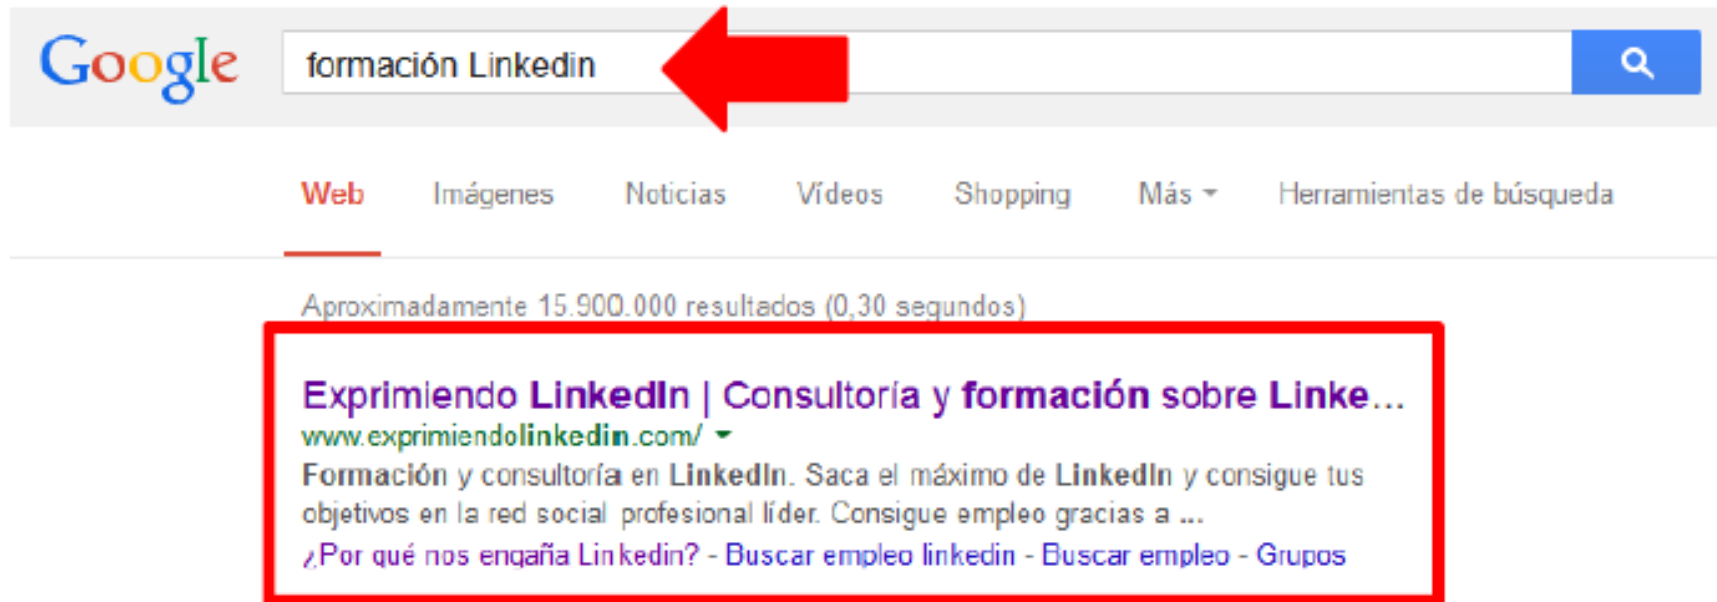 Google formación Linkedin
Web Imágenes Noticias Vídeos Shopping Más Herramientas de búsqueda
Aproximadamente 15.900.000 resultados (0,30 segundos)
Exprimiendo LinkedIn | Consultoría y formación sobre Linke...
www.exprimiendolinkedin.com/
Formación y consultoría en LinkedIn. Saca el máximo de LinkedIn y consigue tus
objetivos en la red social profesional líder. Consigue empleo gracias a ...
¿Por qué nos engaña Linkedin? - Buscar empleo linkedin - Buscar empleo - Grupos